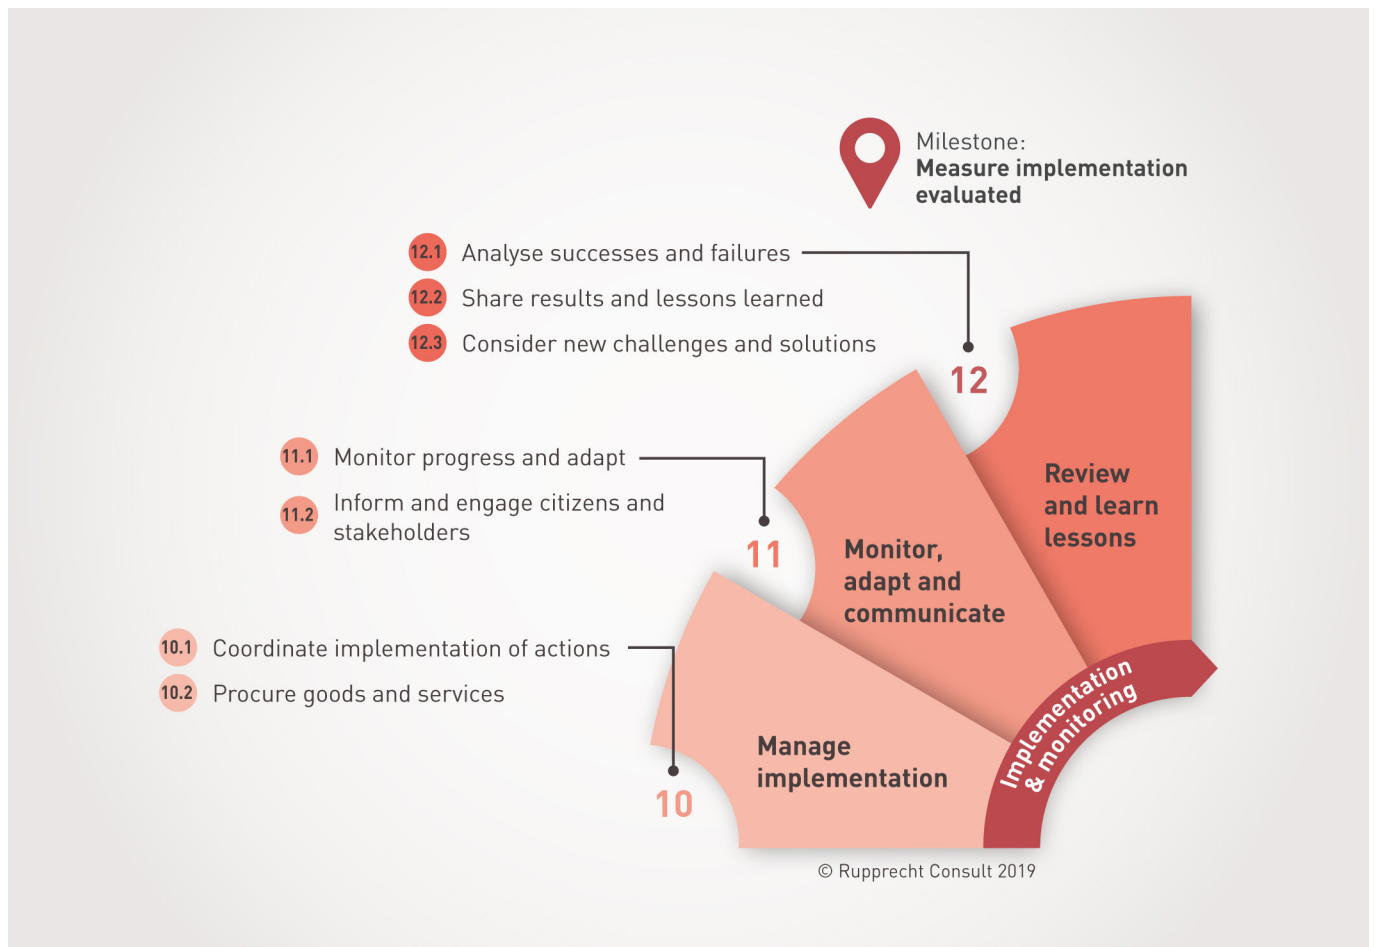 Milestone:
Measure implementation
evaluated
12.1 Analyse successes and failures
12.2 Share results and lessons learned
12.3 Consider new challenges and solutions
12
Review
and learn
lessons
11.1 Monitor progress and adapt
11.2 Inform and engage citizens and
stakeholders
11
Monitor,
adapt and
communicate
10.1 Coordinate implementation of actions
10.2 Procure goods and services
10
Manage
implementation
Implementation
& monitoring
© Rupprecht Consult 2019